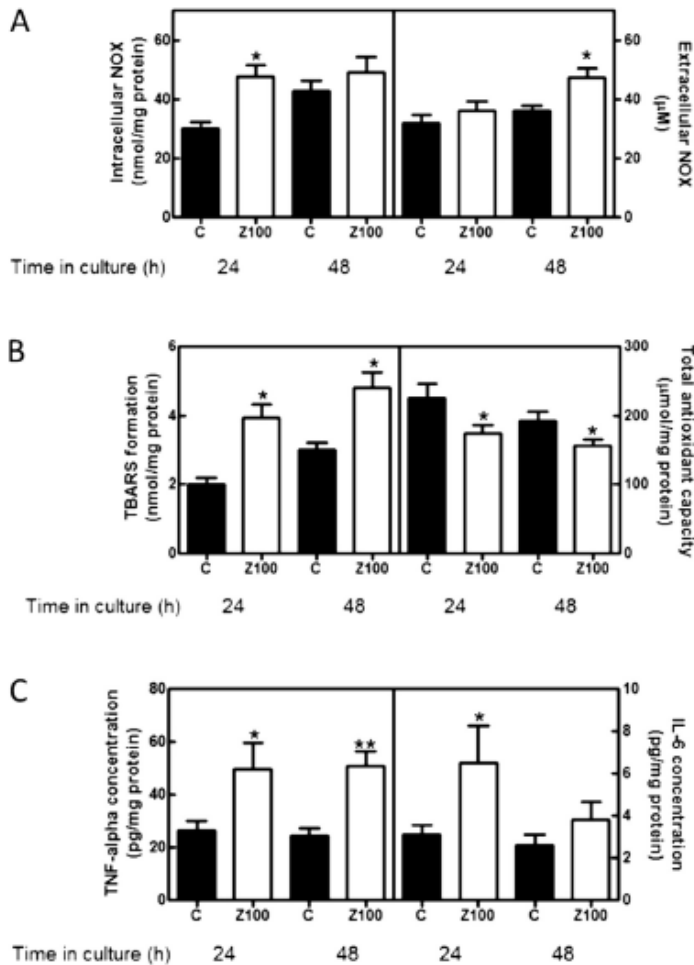 A
Intracellular NOX
(nmol/mg protein)
60
40
20
0
* *
60
40
20
0
Extracellular NOX
(μM)
C Z100 C Z100 C Z100 C Z100
Time in culture (h) 24 48 24 48
B
TBARS formation
(nmol/mg protein)
6
4
2
0
* * * *
300
200
100
0
Total antioxidant capacity
(μmol/mg protein)
C Z100 C Z100 C Z100 C Z100
Time in culture (h) 24 48 24 48
C
TNF-alpha concentration
(pg/mg protein)
80
60
40
20
0
* ** *
10
8
6
4
2
0
IL-6 concentration
(pg/mg protein)
C Z100 C Z100 C Z100 C Z100
Time in culture (h) 24 48 24 48